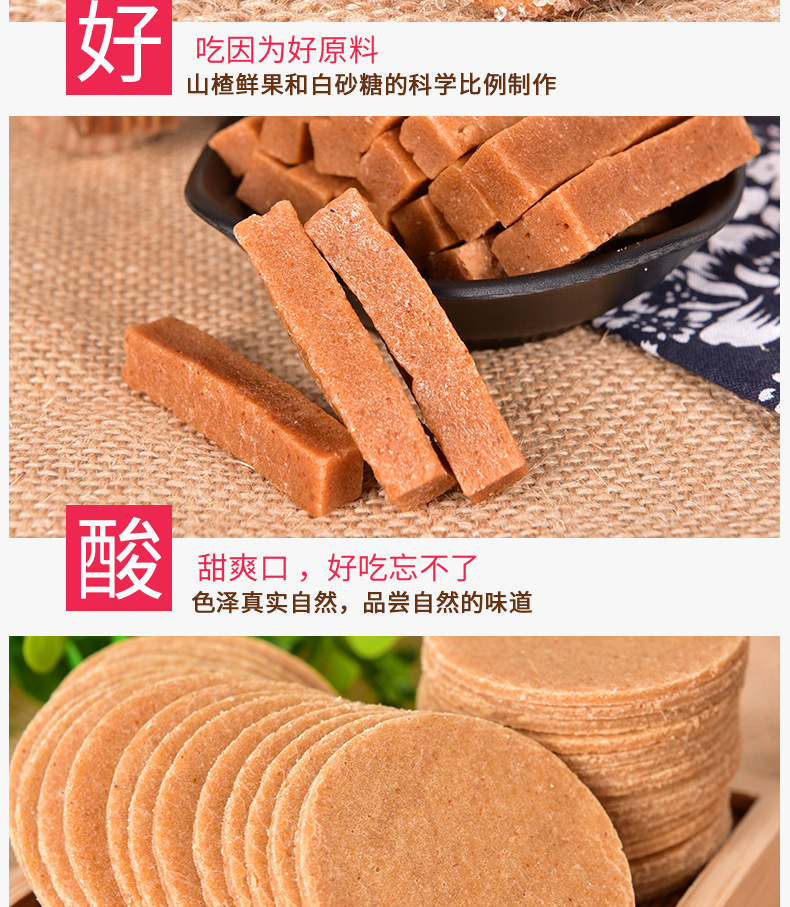 好
吃因为好原料
山楂鲜果和白砂糖的科学比例制作
酸
甜爽口，好吃忘不了
色泽真实自然，品尝自然的味道